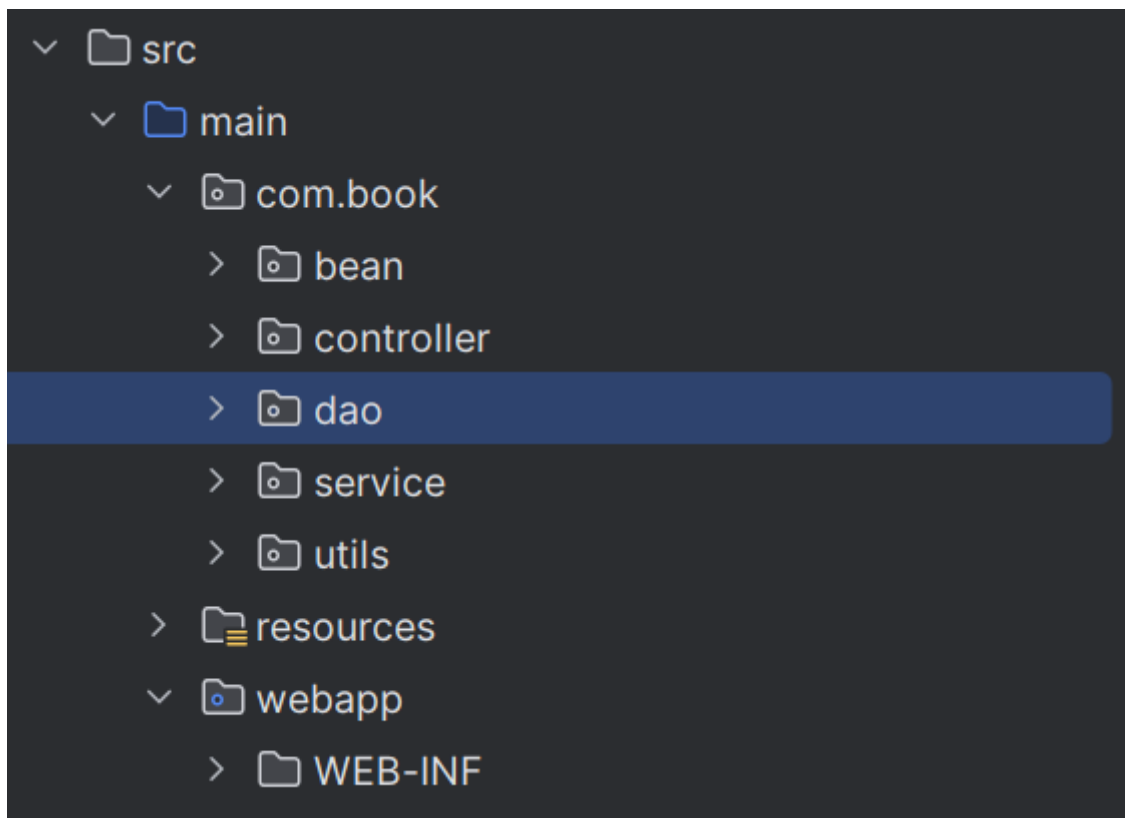 src
main
com.book
bean
controller
dao
service
utils
resources
webapp
WEB-INF